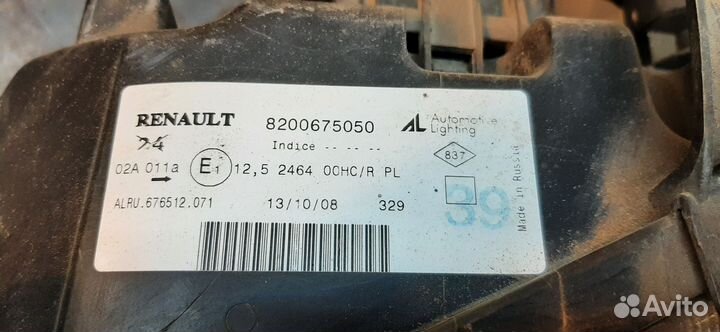 RENAULT 8200675050 AL Automotive Lighting
24 Indice -- -- --
837
02A 011a E1 12,5 2464 00HC/R PL
ALRU.676512.071 13/10/08 329
39
Made in Russia
Avito